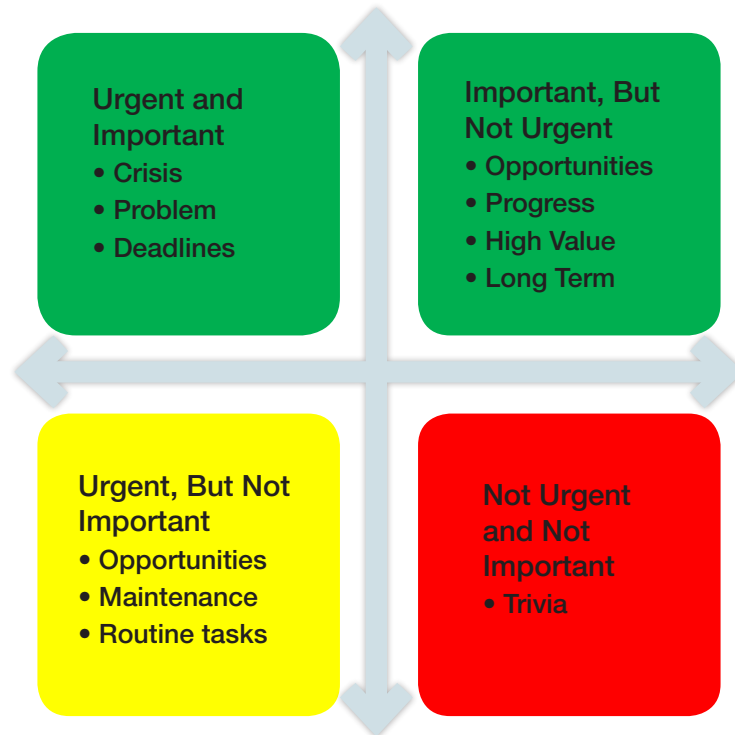 Urgent and
Important
• Crisis
• Problem
• Deadlines
Important, But
Not Urgent
• Opportunities
• Progress
• High Value
• Long Term
Urgent, But Not
Important
• Opportunities
• Maintenance
• Routine tasks
Not Urgent
and Not
Important
• Trivia